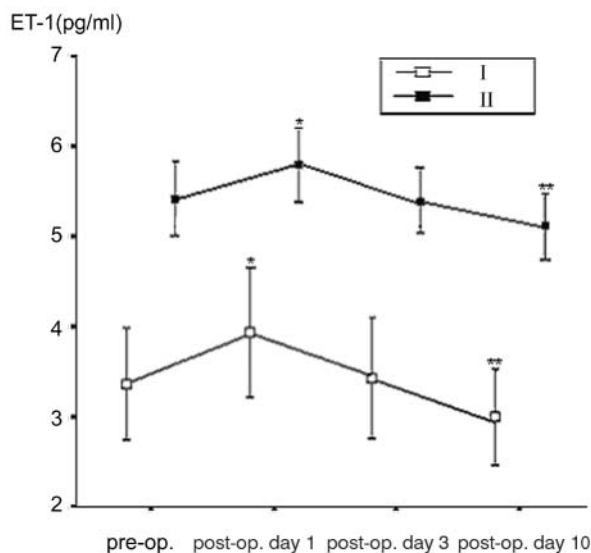 ET-1(pg/ml)
7
I
II
6
*
**
5
*
4
**
3
2
pre-op. post-op. day 1 post-op. day 3 post-op. day 10